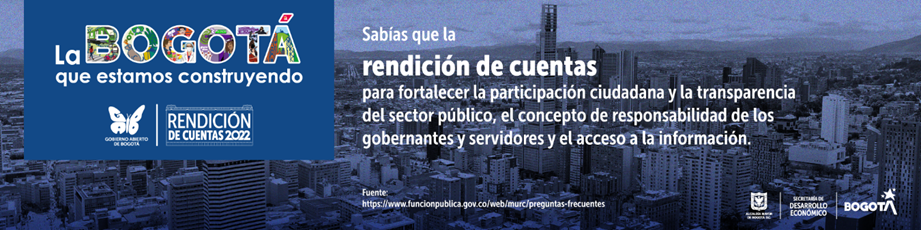 La BOGOTÁ
que estamos construyendo
GOBIERNO ABIERTO
DE BOGOTÁ
RENDICIÓN
DE CUENTAS 2022
Sabías que la
rendición de cuentas
para fortalecer la participación ciudadana y la transparencia
del sector público, el concepto de responsabilidad de los
gobernantes y servidores y el acceso a la información.
Fuente:
https://www.funcionpublica.gov.co/web/murc/preguntas-frecuentes
ALCALDÍA MAYOR
DE BOGOTÁ D.C.
SECRETARÍA DE
DESARROLLO
ECONÓMICO
BOGOTÁ